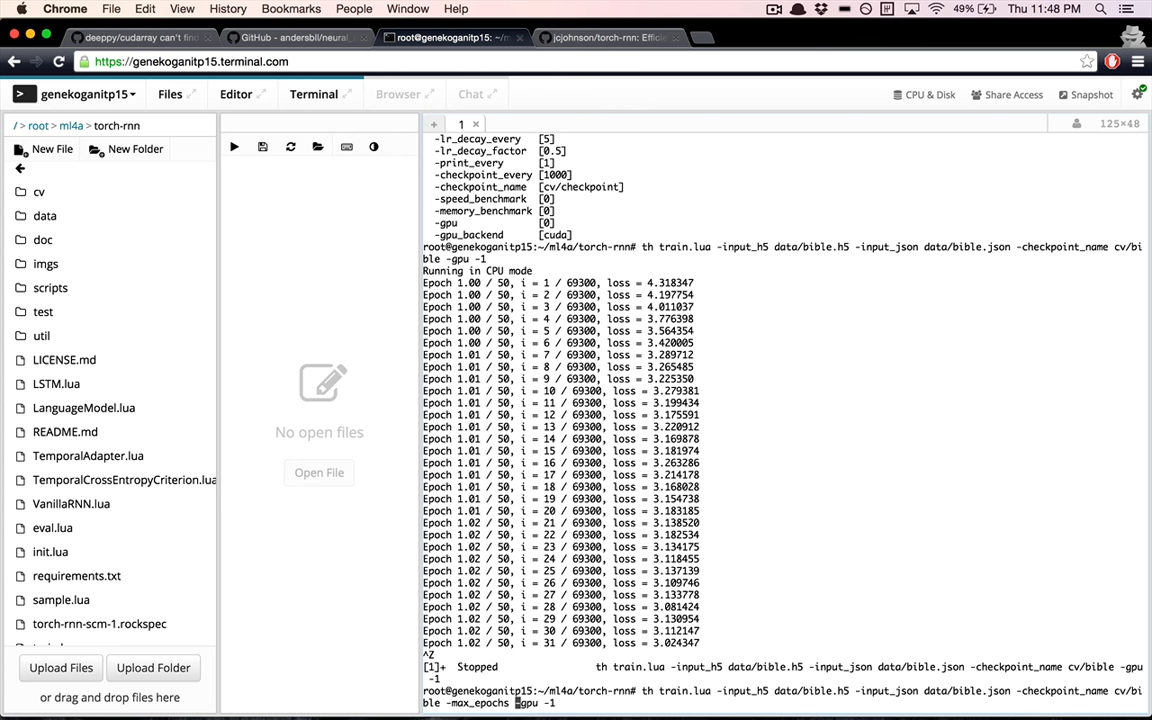 Chrome File Edit View History Bookmarks People Window Help 49% Thu 11:48 PM
deeppy/cudarray can't fin
GitHub - andersbll/neural_
root@genekoganitp15: ~/m
jcjohnson/torch-rnn: Efficie
https://genekoganitp15.terminal.com
genekoganitp15 Files Editor Terminal Browser Chat CPU & Disk Share Access Snapshot
/ > root > ml4a > torch-rnn
New File New Folder
cv
data
doc
imgs
scripts
test
util
LICENSE.md
LSTM.lua
LanguageModel.lua
README.md
TemporalAdapter.lua
TemporalCrossEntropyCriterion.lua
VanillaRNN.lua
eval.lua
init.lua
requirements.txt
sample.lua
torch-rnn-scm-1.rockspec
Upload Files Upload Folder
or drag and drop files here
No open files
Open File
+ 1 × 125×48
-lr_decay_every [5]
-lr_decay_factor [0.5]
-print_every [1]
-checkpoint_every [1000]
-checkpoint_name [cv/checkpoint]
-speed_benchmark [0]
-memory_benchmark [0]
-gpu [0]
-gpu_backend [cuda]
root@genekoganitp15:~/ml4a/torch-rnn# th train.lua -input_h5 data/bible.h5 -input_json data/bible.json -checkpoint_name cv/bi
ble -gpu -1
Running in CPU mode
Epoch 1.00 / 50, i = 1 / 69300, loss = 4.318347
Epoch 1.00 / 50, i = 2 / 69300, loss = 4.197754
Epoch 1.00 / 50, i = 3 / 69300, loss = 4.011037
Epoch 1.00 / 50, i = 4 / 69300, loss = 3.776398
Epoch 1.00 / 50, i = 5 / 69300, loss = 3.564354
Epoch 1.00 / 50, i = 6 / 69300, loss = 3.420005
Epoch 1.01 / 50, i = 7 / 69300, loss = 3.289712
Epoch 1.01 / 50, i = 8 / 69300, loss = 3.265485
Epoch 1.01 / 50, i = 9 / 69300, loss = 3.225350
Epoch 1.01 / 50, i = 10 / 69300, loss = 3.279381
Epoch 1.01 / 50, i = 11 / 69300, loss = 3.199434
Epoch 1.01 / 50, i = 12 / 69300, loss = 3.175591
Epoch 1.01 / 50, i = 13 / 69300, loss = 3.220912
Epoch 1.01 / 50, i = 14 / 69300, loss = 3.169878
Epoch 1.01 / 50, i = 15 / 69300, loss = 3.181974
Epoch 1.01 / 50, i = 16 / 69300, loss = 3.263286
Epoch 1.01 / 50, i = 17 / 69300, loss = 3.214178
Epoch 1.01 / 50, i = 18 / 69300, loss = 3.168028
Epoch 1.01 / 50, i = 19 / 69300, loss = 3.154738
Epoch 1.01 / 50, i = 20 / 69300, loss = 3.183185
Epoch 1.02 / 50, i = 21 / 69300, loss = 3.138520
Epoch 1.02 / 50, i = 22 / 69300, loss = 3.182534
Epoch 1.02 / 50, i = 23 / 69300, loss = 3.134175
Epoch 1.02 / 50, i = 24 / 69300, loss = 3.118455
Epoch 1.02 / 50, i = 25 / 69300, loss = 3.137139
Epoch 1.02 / 50, i = 26 / 69300, loss = 3.109746
Epoch 1.02 / 50, i = 27 / 69300, loss = 3.133778
Epoch 1.02 / 50, i = 28 / 69300, loss = 3.081424
Epoch 1.02 / 50, i = 29 / 69300, loss = 3.130954
Epoch 1.02 / 50, i = 30 / 69300, loss = 3.112147
Epoch 1.02 / 50, i = 31 / 69300, loss = 3.024347
^Z
[1]+ Stopped th train.lua -input_h5 data/bible.h5 -input_json data/bible.json -checkpoint_name cv/bible -gpu
-1
root@genekoganitp15:~/ml4a/torch-rnn# th train.lua -input_h5 data/bible.h5 -input_json data/bible.json -checkpoint_name cv/bi
ble -max_epochs -gpu -1